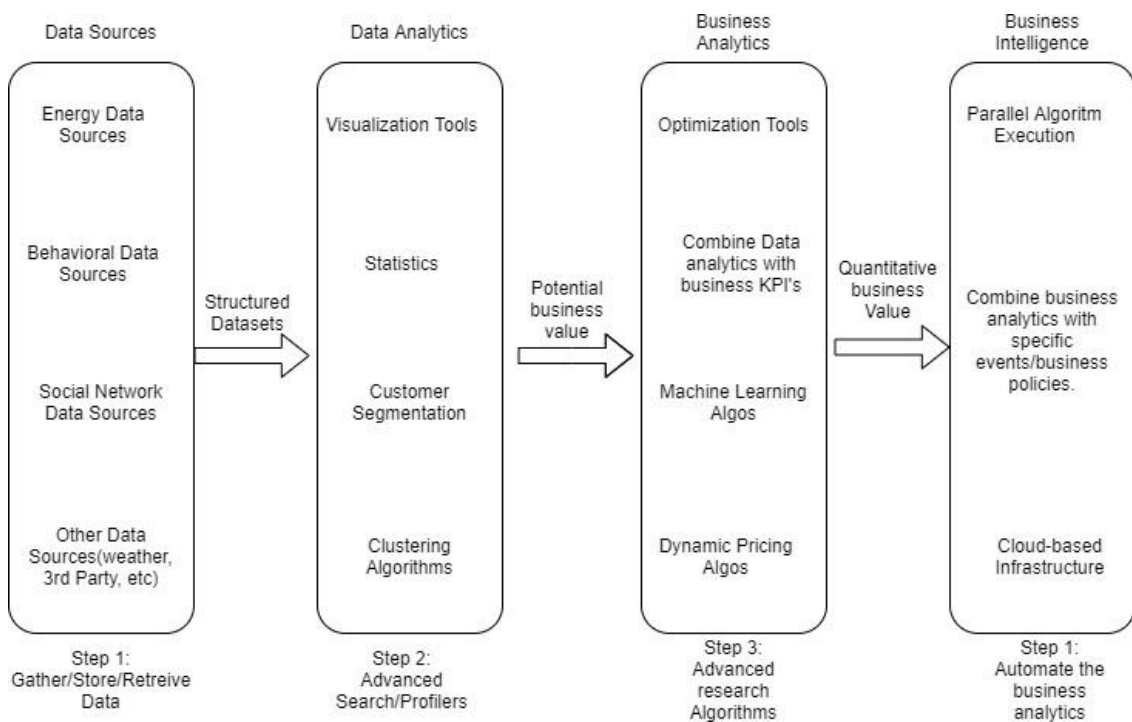 Data Sources
Energy Data
Sources
Behavioral Data
Sources
Social Network
Data Sources
Other Data
Sources(weather,
3rd Party, etc)
Step 1:
Gather/Store/Retreive
Data
Structured
Datasets
Data Analytics
Visualization Tools
Statistics
Customer
Segmentation
Clustering
Algorithms
Step 2:
Advanced
Search/Profilers
Potential
business
value
Business
Analytics
Optimization Tools
Combine Data
analytics with
business KPI's
Machine Learning
Algos
Dynamic Pricing
Algos
Step 3:
Advanced
research
Algorithms
Quantitative
business
Value
Business
Intelligence
Parallel Algoritm
Execution
Combine business
analytics with
specific
events/business
policies.
Cloud-based
Infrastructure
Step 1:
Automate the
business
analytics